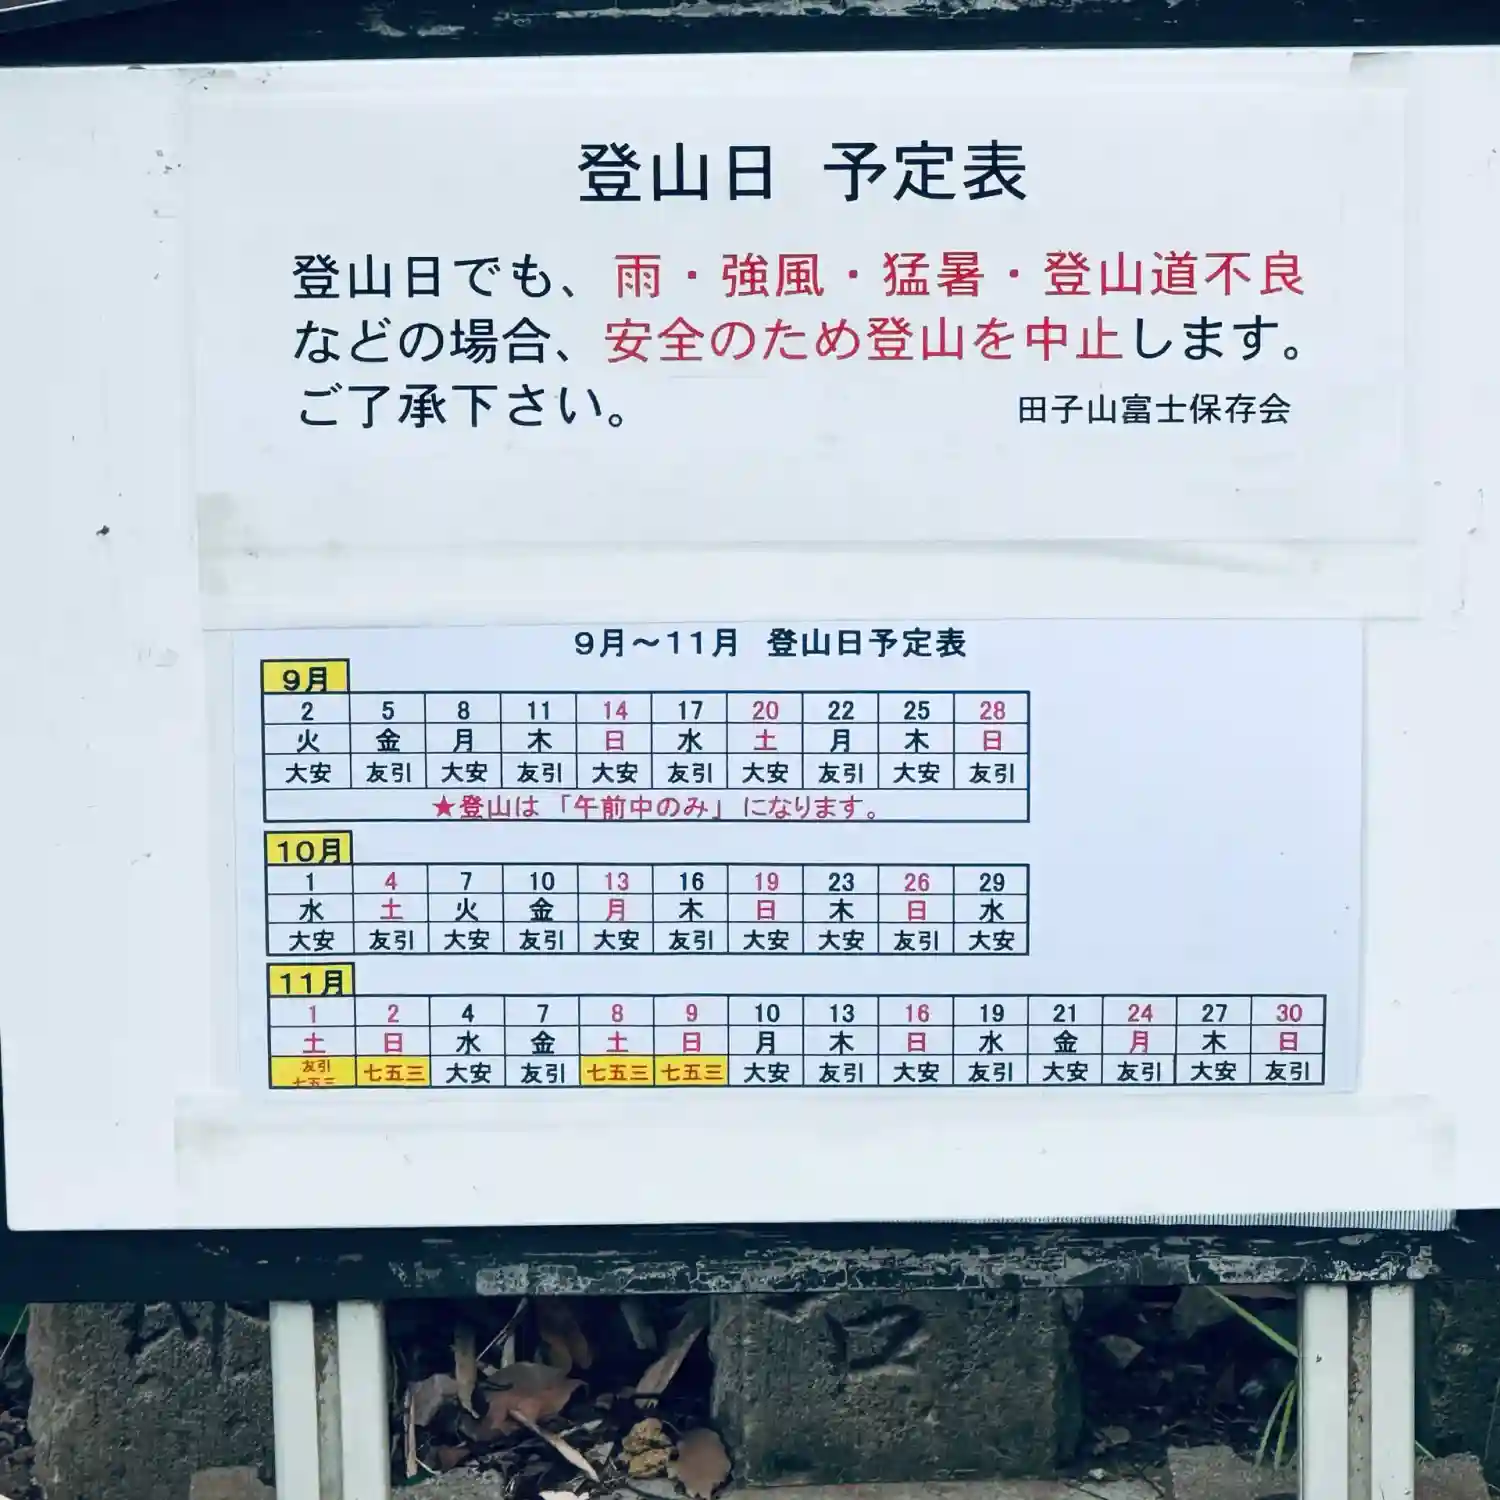 登山日 予定表
登山日でも、雨・強風・猛暑・登山道不良
などの場合、安全のため登山を中止します。
ご了承下さい。 田子山富士保存会
9月～11月 登山日予定表
9月
2 5 8 11 14 17 20 22 25 28
火 金 月 木 日 水 土 月 木 日
大安 友引 大安 友引 大安 友引 大安 友引 大安 友引
★登山は「午前中のみ」になります。
10月
1 4 7 10 13 16 19 23 26 29
水 土 火 金 月 木 日 木 日 水
大安 友引 大安 友引 大安 友引 大安 大安 友引 大安
11月
1 2 4 7 8 9 10 13 16 19 21 24 27 30
土 日 水 金 土 日 月 木 日 水 金 月 木 日
友引 七五三 七五三 大安 友引 七五三 七五三 大安 友引 大安 友引 大安 友引 大安 友引